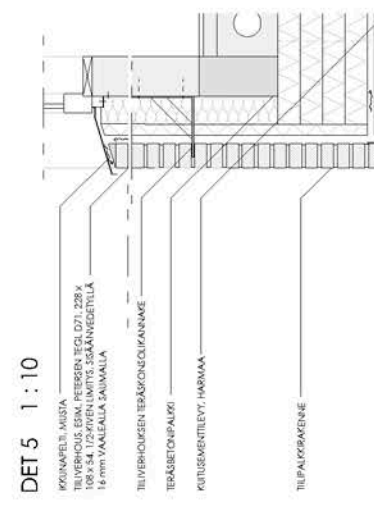 DET 5 1 : 10
IKKUNAPELTI, MUSTA
TIILIVERHOUS, ESIM. PETERSEN TEGL D71, 228 x
108 x 54, 1/2-KIVEN LIMITYS, SISÄÄNVEDETYLLÄ
16 mm VAALEALLA SAUMALLA
TIILIVERHOUKSEN TERÄSKONSOLIKANNAKE
TERÄSBETONIPALKKI
KUITUSEMENTTILEVY, HARMAA
TIILIPALKKIRAKENNE